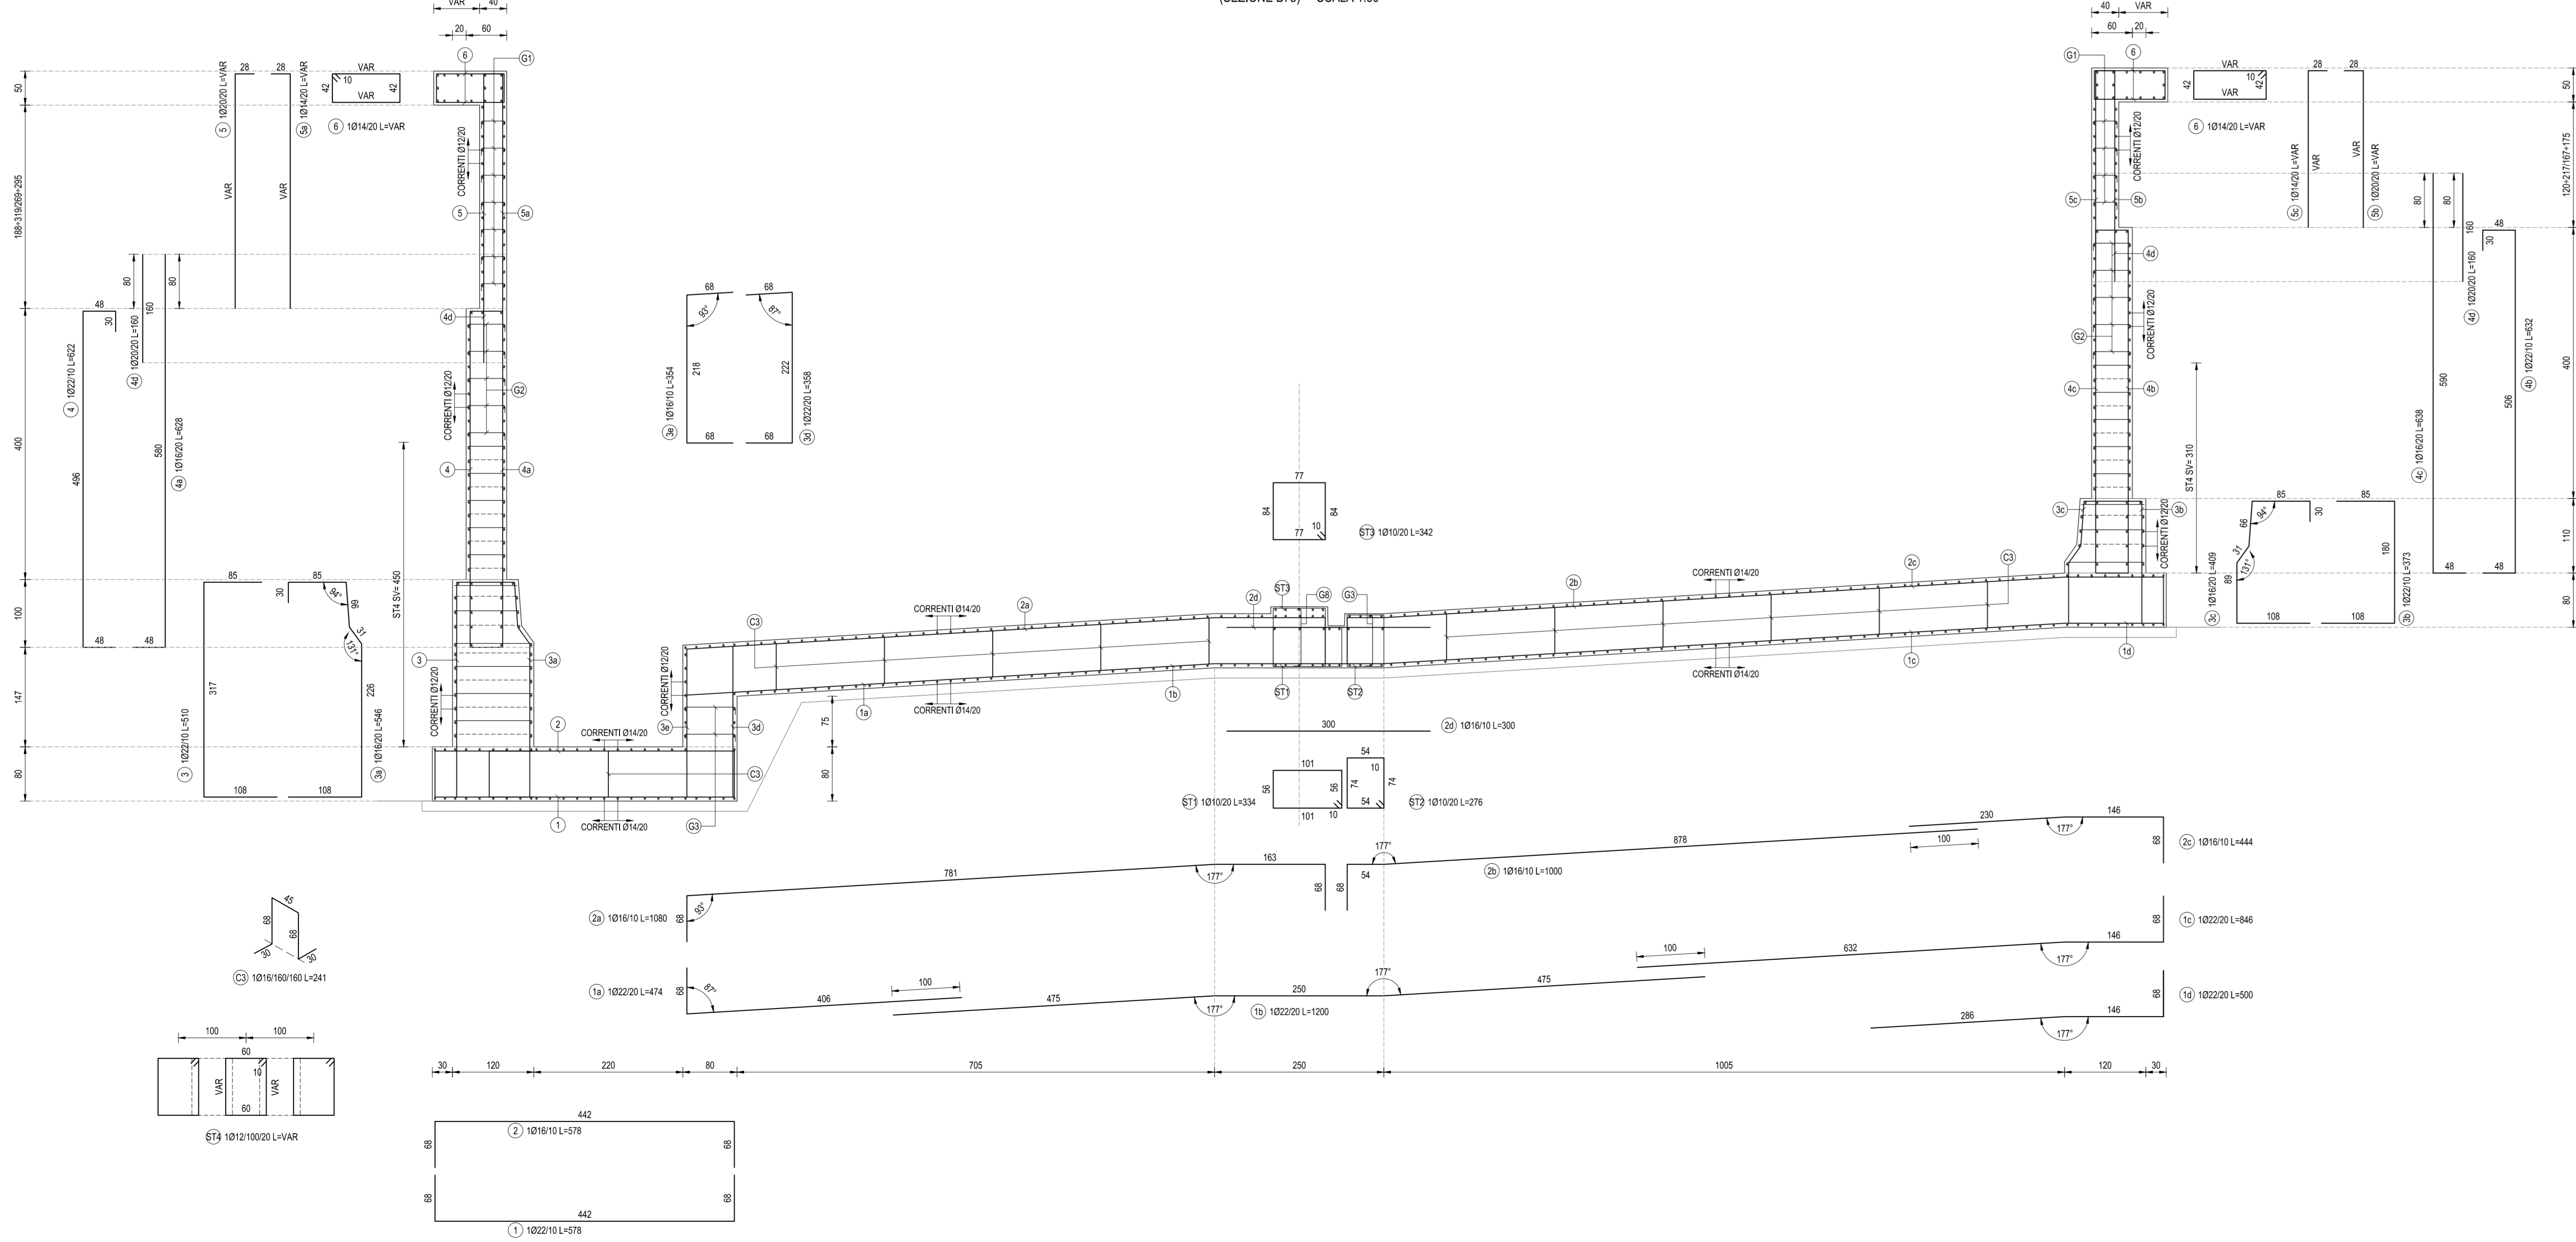 VAR 40
20 60
50
188÷319/269÷295
400
100
147
80
5 1Ø20/20 L=VAR
28 28
VAR VAR
5a 1Ø14/20 L=VAR
VAR
10
42 42
VAR
6 1Ø14/20 L=VAR
6 G1
CORRENTI Ø12/20
5 5a
4d
G2
CORRENTI Ø12/20
4 4a
48
30
4 1Ø22/10 L=622
496
48
80
160
4d 1Ø20/20 L=160
80
580
4a 1Ø16/20 L=628
48
ST4 SV= 450
85
317
3 1Ø22/10 L=510
108
85
30
94°
99
31
131°
226
3a 1Ø16/20 L=546
108
3 3a
CORRENTI Ø12/20
2
CORRENTI Ø14/20
C3
1
CORRENTI Ø14/20
G3
68
93°
218
68
3e 1Ø16/10 L=354
68
87°
222
68
3d 1Ø22/20 L=358
CORRENTI Ø12/20
3e 3d
75
80
C3
CORRENTI Ø14/20
2a
1a
CORRENTI Ø14/20
1b
2d
ST3
G8
G3
ST1
ST2
77
84 84
10
77
ST3 1Ø10/20 L=342
2b
CORRENTI Ø14/20
2c
C3
CORRENTI Ø14/20
1c
1d
300
2d 1Ø16/10 L=300
101
56 56
101
10
ST1 1Ø10/20 L=334
54
10
74 74
54
ST2 1Ø10/20 L=276
(SEZIONE B73) - SCALA 1:50
40 VAR
60 20
G1
6
VAR
10
42 42
VAR
6 1Ø14/20 L=VAR
28 28
VAR VAR
5c 1Ø14/20 L=VAR
5b 1Ø20/20 L=VAR
CORRENTI Ø12/20
5c 5b
4d
G2
CORRENTI Ø12/20
4c 4b
ST4 SV= 310
3c 3b
CORRENTI Ø12/20
80
590
4c 1Ø16/20 L=638
48
80
160
4d 1Ø20/20 L=160
48
30
506
4b 1Ø22/10 L=632
48
85
30
94°
66
31
131°
89
108
3c 1Ø16/20 L=409
85
180
108
3b 1Ø22/10 L=373
50
120÷217/167÷175
400
110
80
781
163
177°
93°
68
68
2a 1Ø16/10 L=1080
177°
54
68
878
2b 1Ø16/10 L=1000
230
100
146
177°
68
2c 1Ø16/10 L=444
1a 1Ø22/20 L=474
68
87°
406
100
475
177°
250
177°
475
1b 1Ø22/20 L=1200
100
632
146
177°
68
1c 1Ø22/20 L=846
286
146
177°
68
1d 1Ø22/20 L=500
30 120 220 80 705 250 1005 120 30
45
68
68
30 30
C3 1Ø16/160/160 L=241
100 100
60
10
VAR VAR
60
ST4 1Ø12/100/20 L=VAR
442
68 68
2 1Ø16/10 L=578
68 68
442
1 1Ø22/10 L=578